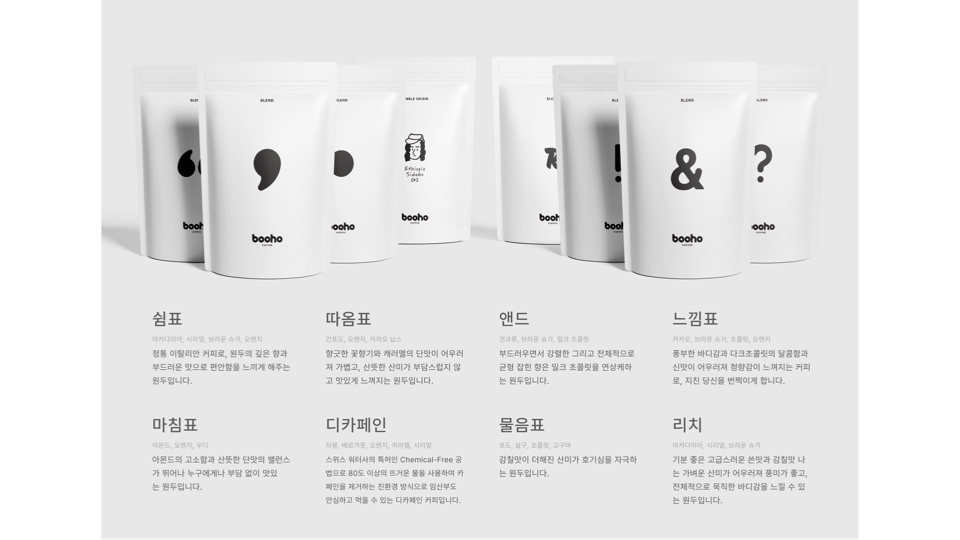 BLEND
BLEND
BLEND
SINGLE ORIGIN
BLEND
BLEND
“
,
.
Ethiopia
Sidamo
G2
!
&
?
booho
COFFEE
booho
booho
booho
booho
booho
COFFEE
booho
쉼표
마카다미아, 시리얼, 브라운 슈가, 오렌지
정통 이탈리안 커피로, 원두의 깊은 향과
부드러운 맛으로 편안함을 느끼게 해주는
원두입니다.
따옴표
건포도, 오렌지, 카카오 닙스
향긋한 꽃향기와 캐러멜의 단맛이 어우러
져 가볍고, 산뜻한 산미가 부담스럽지 않
고 맛있게 느껴지는 원두입니다.
앤드
견과류, 브라운 슈가, 밀크 초콜릿
부드러우면서 강렬한 그리고 전체적으로
균형 잡힌 향은 밀크 초콜릿을 연상케하
는 원두입니다.
느낌표
카카오, 브라운 슈가, 초콜릿, 오렌지
풍부한 바디감과 다크초콜릿의 달콤함과
신맛이 어우러져 청량감이 느껴지는 커피
로, 지친 당신을 번쩍이게 합니다.
마침표
아몬드, 오렌지, 우디
아몬드의 고소함과 산뜻한 단맛의 밸런스
가 뛰어나 누구에게나 부담 없이 맛있
는 원두입니다.
디카페인
자몽, 베르가못, 오렌지, 카라멜, 시리얼
스위스 워터사의 특허인 Chemical-Free 공
법으로 80도 이상의 뜨거운 물을 사용하여 카
페인을 제거하는 친환경 방식으로 임산부도
안심하고 먹을 수 있는 디카페인 커피입니다.
물음표
포도, 살구, 초콜릿, 고구마
감칠맛이 더해진 산미가 호기심을 자극하
는 원두입니다.
리치
마카다미아, 시리얼, 브라운 슈가
기분 좋은 고급스러운 쓴맛과 감칠맛 나
는 가벼운 산미가 어우러져 풍미가 좋고,
전체적으로 묵직한 바디감을 느낄 수 있
는 원두입니다.